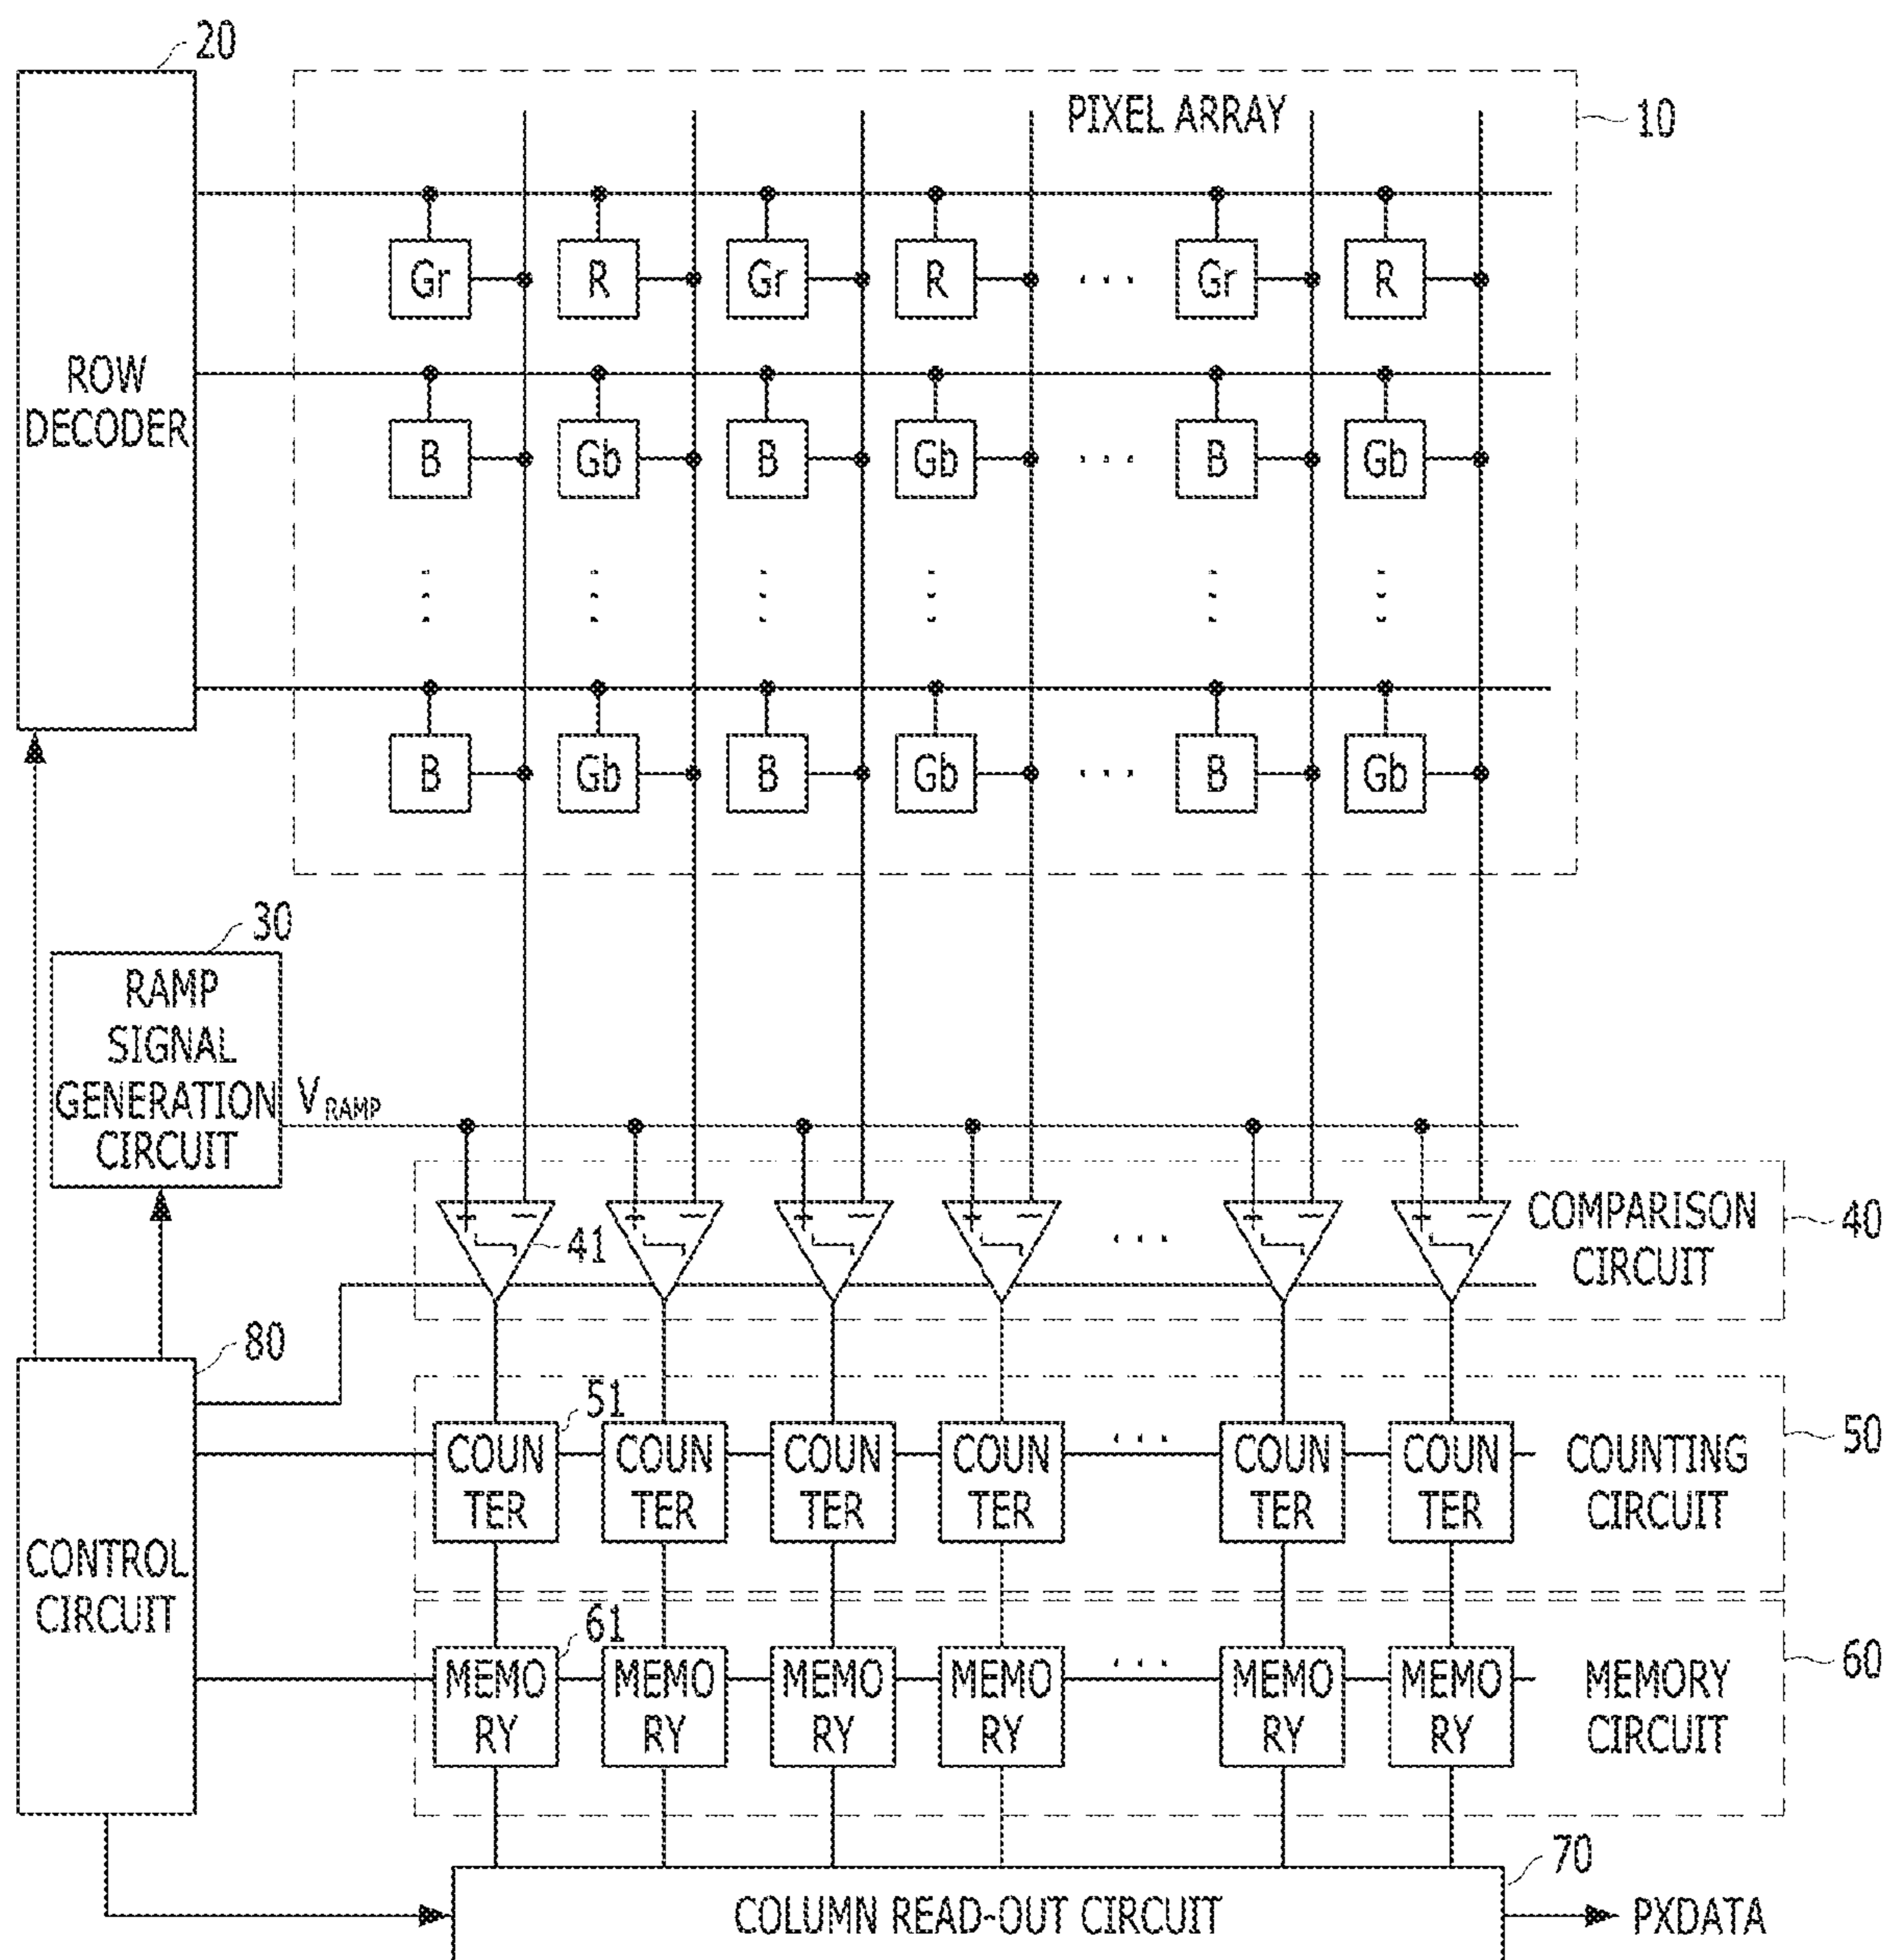 20
PIXEL ARRAY
10
Gr R Gr R ... Gr R
ROW
DECODER
B Gb B Gb ... B Gb
B Gb B Gb ... B Gb
30
RAMP
SIGNAL
GENERATION
CIRCUIT
VRAMP
+ − + − + − + − + − + −
41
...
COMPARISON
CIRCUIT
40
80
CONTROL
CIRCUIT
51
COUN
TER
COUN
TER
COUN
TER
COUN
TER
...
COUN
TER
COUN
TER
COUNTING
CIRCUIT
50
61
MEMO
RY
MEMO
RY
MEMO
RY
MEMO
RY
...
MEMO
RY
MEMO
RY
MEMORY
CIRCUIT
60
70
COLUMN READ-OUT CIRCUIT
PXDATA